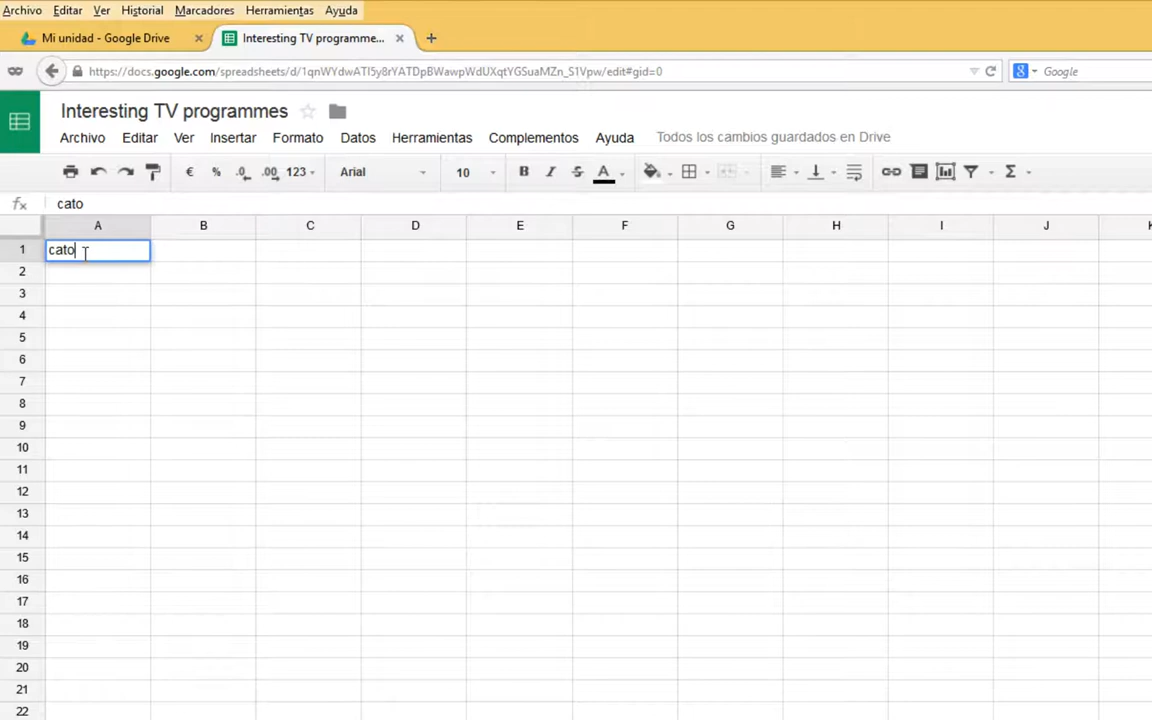 Archivo Editar Ver Historial Marcadores Herramientas Ayuda
Mi unidad - Google Drive Interesting TV programme...
https://docs.google.com/spreadsheets/d/1qnWYdwATI5y8rYATDpBWawpWdUXqtYGSuaMZn_S1Vpw/edit#gid=0 8 Google
Interesting TV programmes
Archivo Editar Ver Insertar Formato Datos Herramientas Complementos Ayuda Todos los cambios guardados en Drive
€ % .0 .00 123 Arial 10 B I S A Σ
fx cato
A B C D E F G H I J K
1 cato
2
3
4
5
6
7
8
9
10
11
12
13
14
15
16
17
18
19
20
21
22